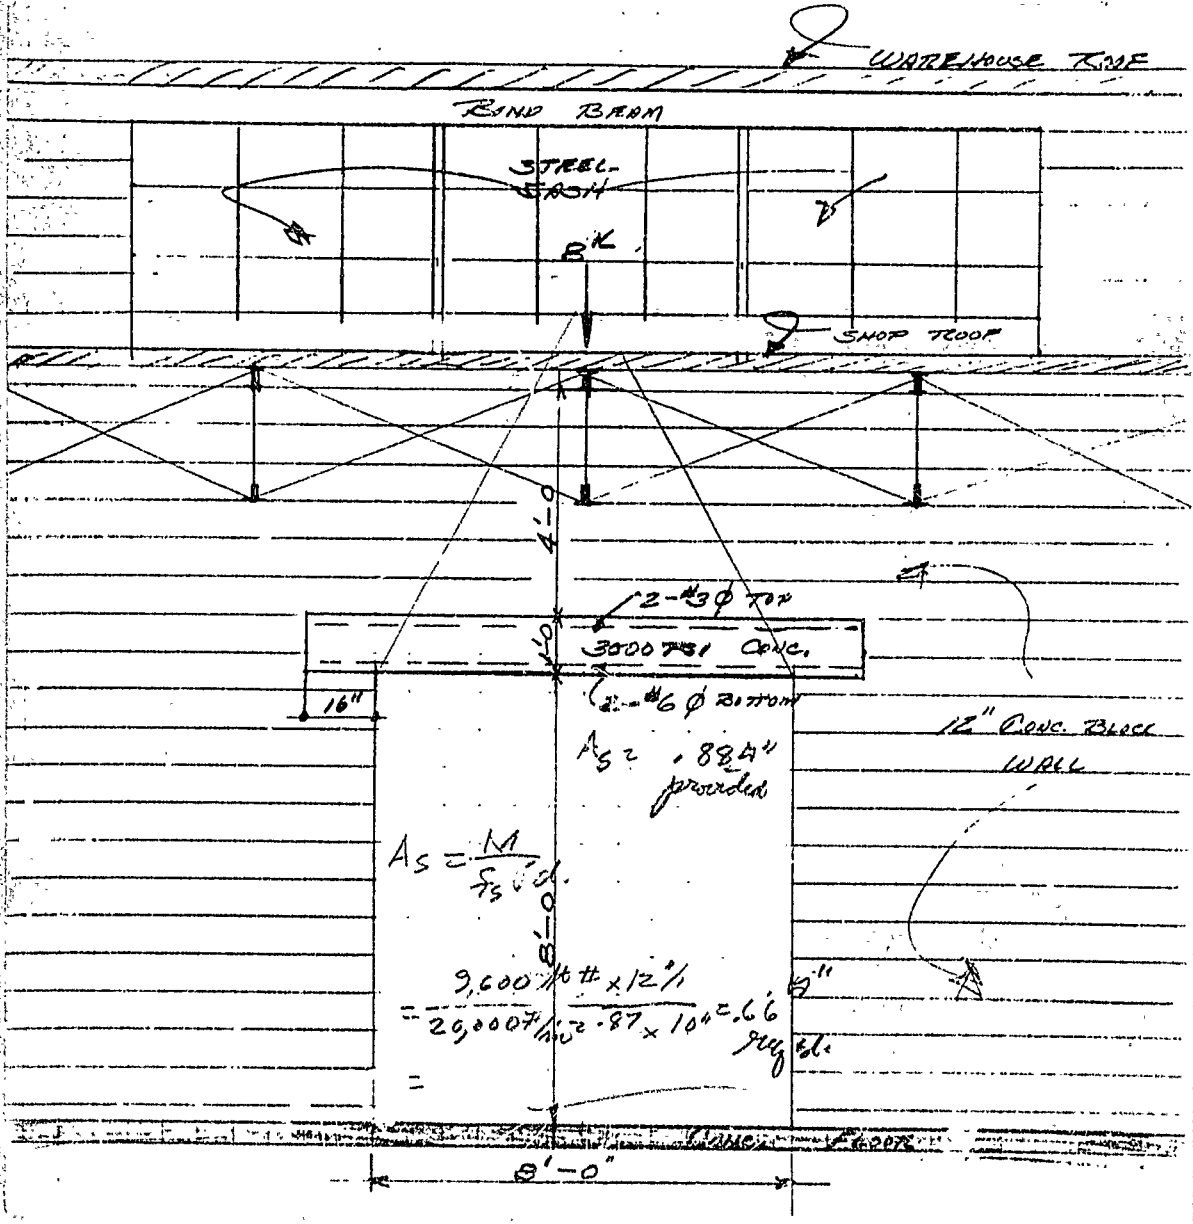 WAREHOUSE ROOF
BOND BEAM
STEEL
SASH
8ᴷ
SHOP ROOF
4'-0
2-#3 ϕ TOP
1'-0
3000 PSI CONC.
2-#6 ϕ BOTTOM
16"
As = .884"
provided
12" CONC. BLOCK
WALL
As = M / fs j d.
8'-0
= 9,600 ft # x 12"/1 / 20,000#/in² .87 x 10" = .66 ▫"
req'd.
=
CONC. FLOOR
8'-0"